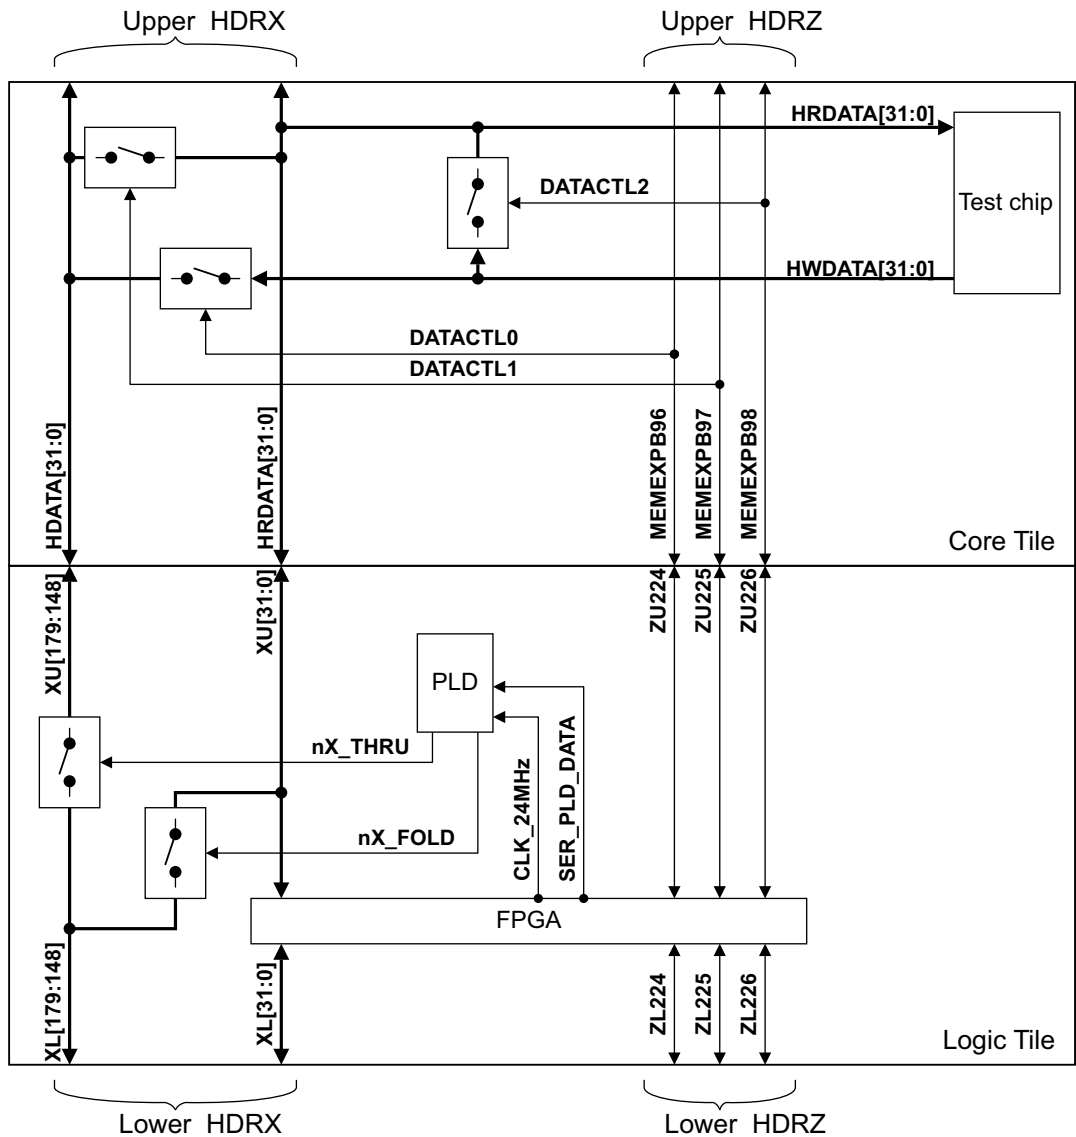 Upper HDRX
Upper HDRZ
HRDATA[31:0]
DATACTL2
Test chip
HWDATA[31:0]
DATACTL0
DATACTL1
HDATA[31:0]
HRDATA[31:0]
MEMEXPB96
MEMEXPB97
MEMEXPB98
Core Tile
XU[179:148]
XU[31:0]
ZU224
ZU225
ZU226
PLD
nX_THRU
nX_FOLD
CLK_24MHz
SER_PLD_DATA
FPGA
XL[179:148]
XL[31:0]
ZL224
ZL225
ZL226
Logic Tile
Lower HDRX
Lower HDRZ